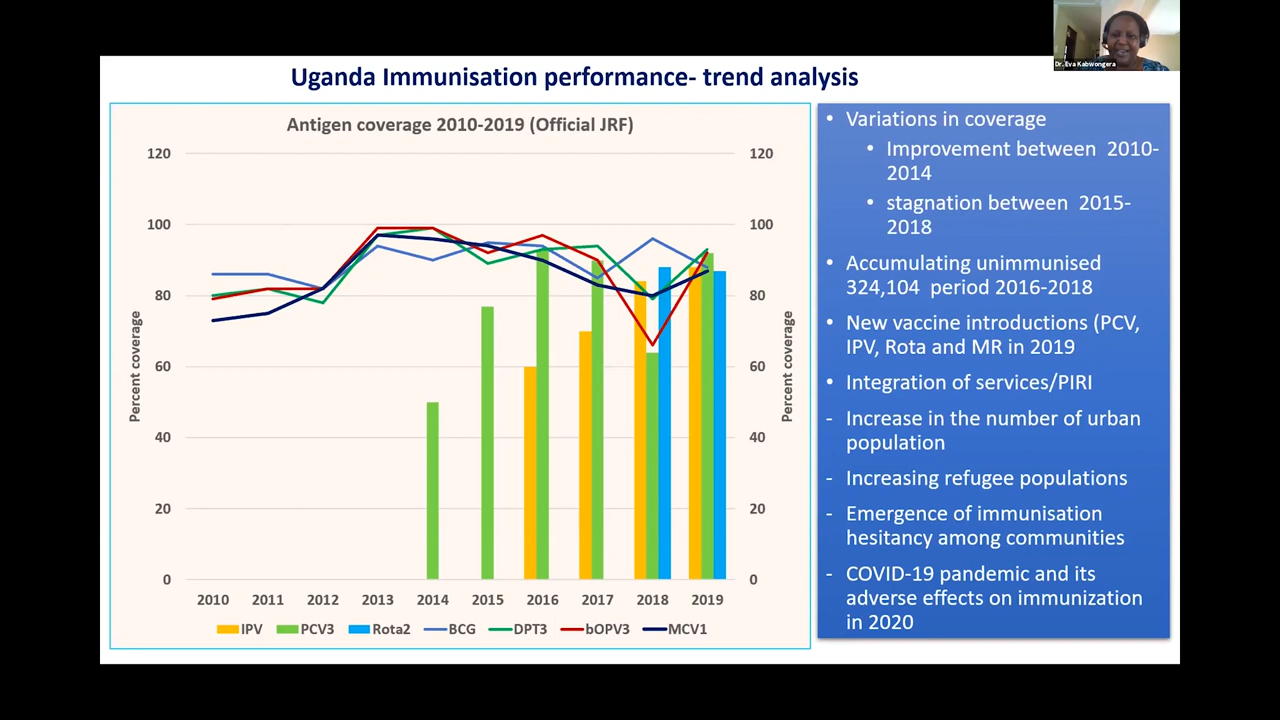 Dr. Eva Kabwongera
Uganda Immunisation performance- trend analysis
Antigen coverage 2010-2019 (Official JRF)
120
100
80
60
40
20
0
Percent coverage
120
100
80
60
40
20
0
Percent coverage
2010 2011 2012 2013 2014 2015 2016 2017 2018 2019
IPV PCV3 Rota2 BCG DPT3 bOPV3 MCV1
• Variations in coverage
• Improvement between 2010-
2014
• stagnation between 2015-
2018
• Accumulating unimmunised
324,104 period 2016-2018
• New vaccine introductions (PCV,
IPV, Rota and MR in 2019
• Integration of services/PIRI
- Increase in the number of urban
population
- Increasing refugee populations
- Emergence of immunisation
hesitancy among communities
- COVID-19 pandemic and its
adverse effects on immunization
in 2020